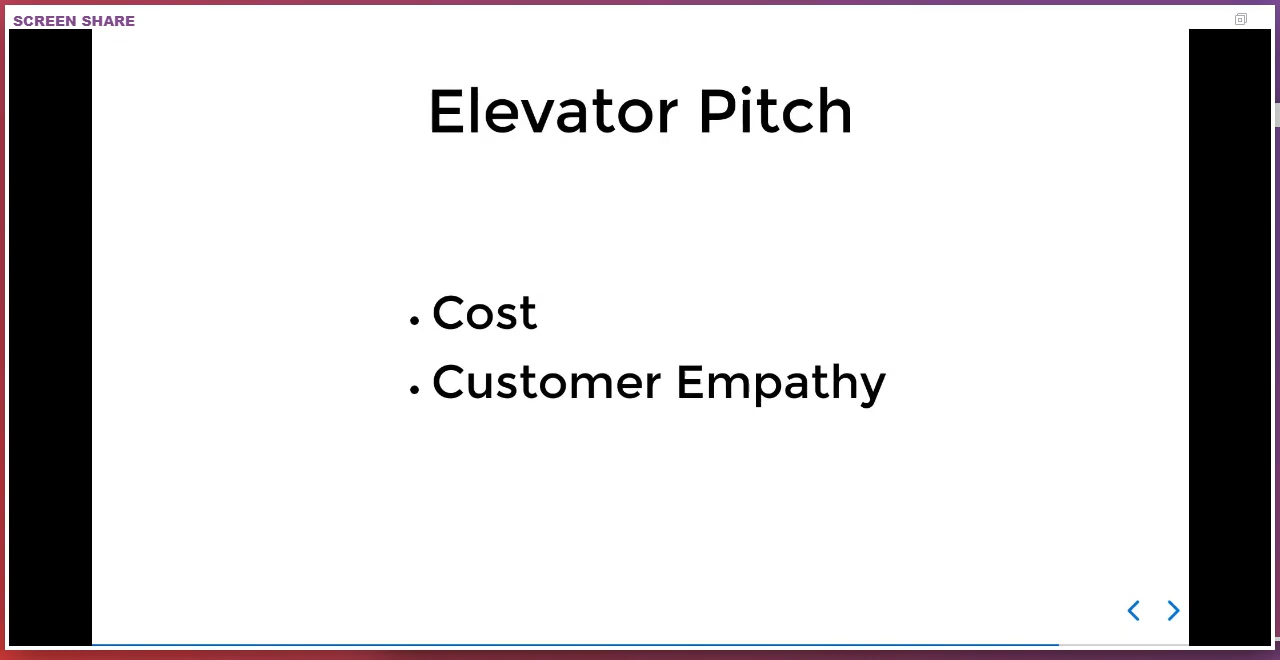 SCREEN SHARE
Elevator Pitch
• Cost
• Customer Empathy